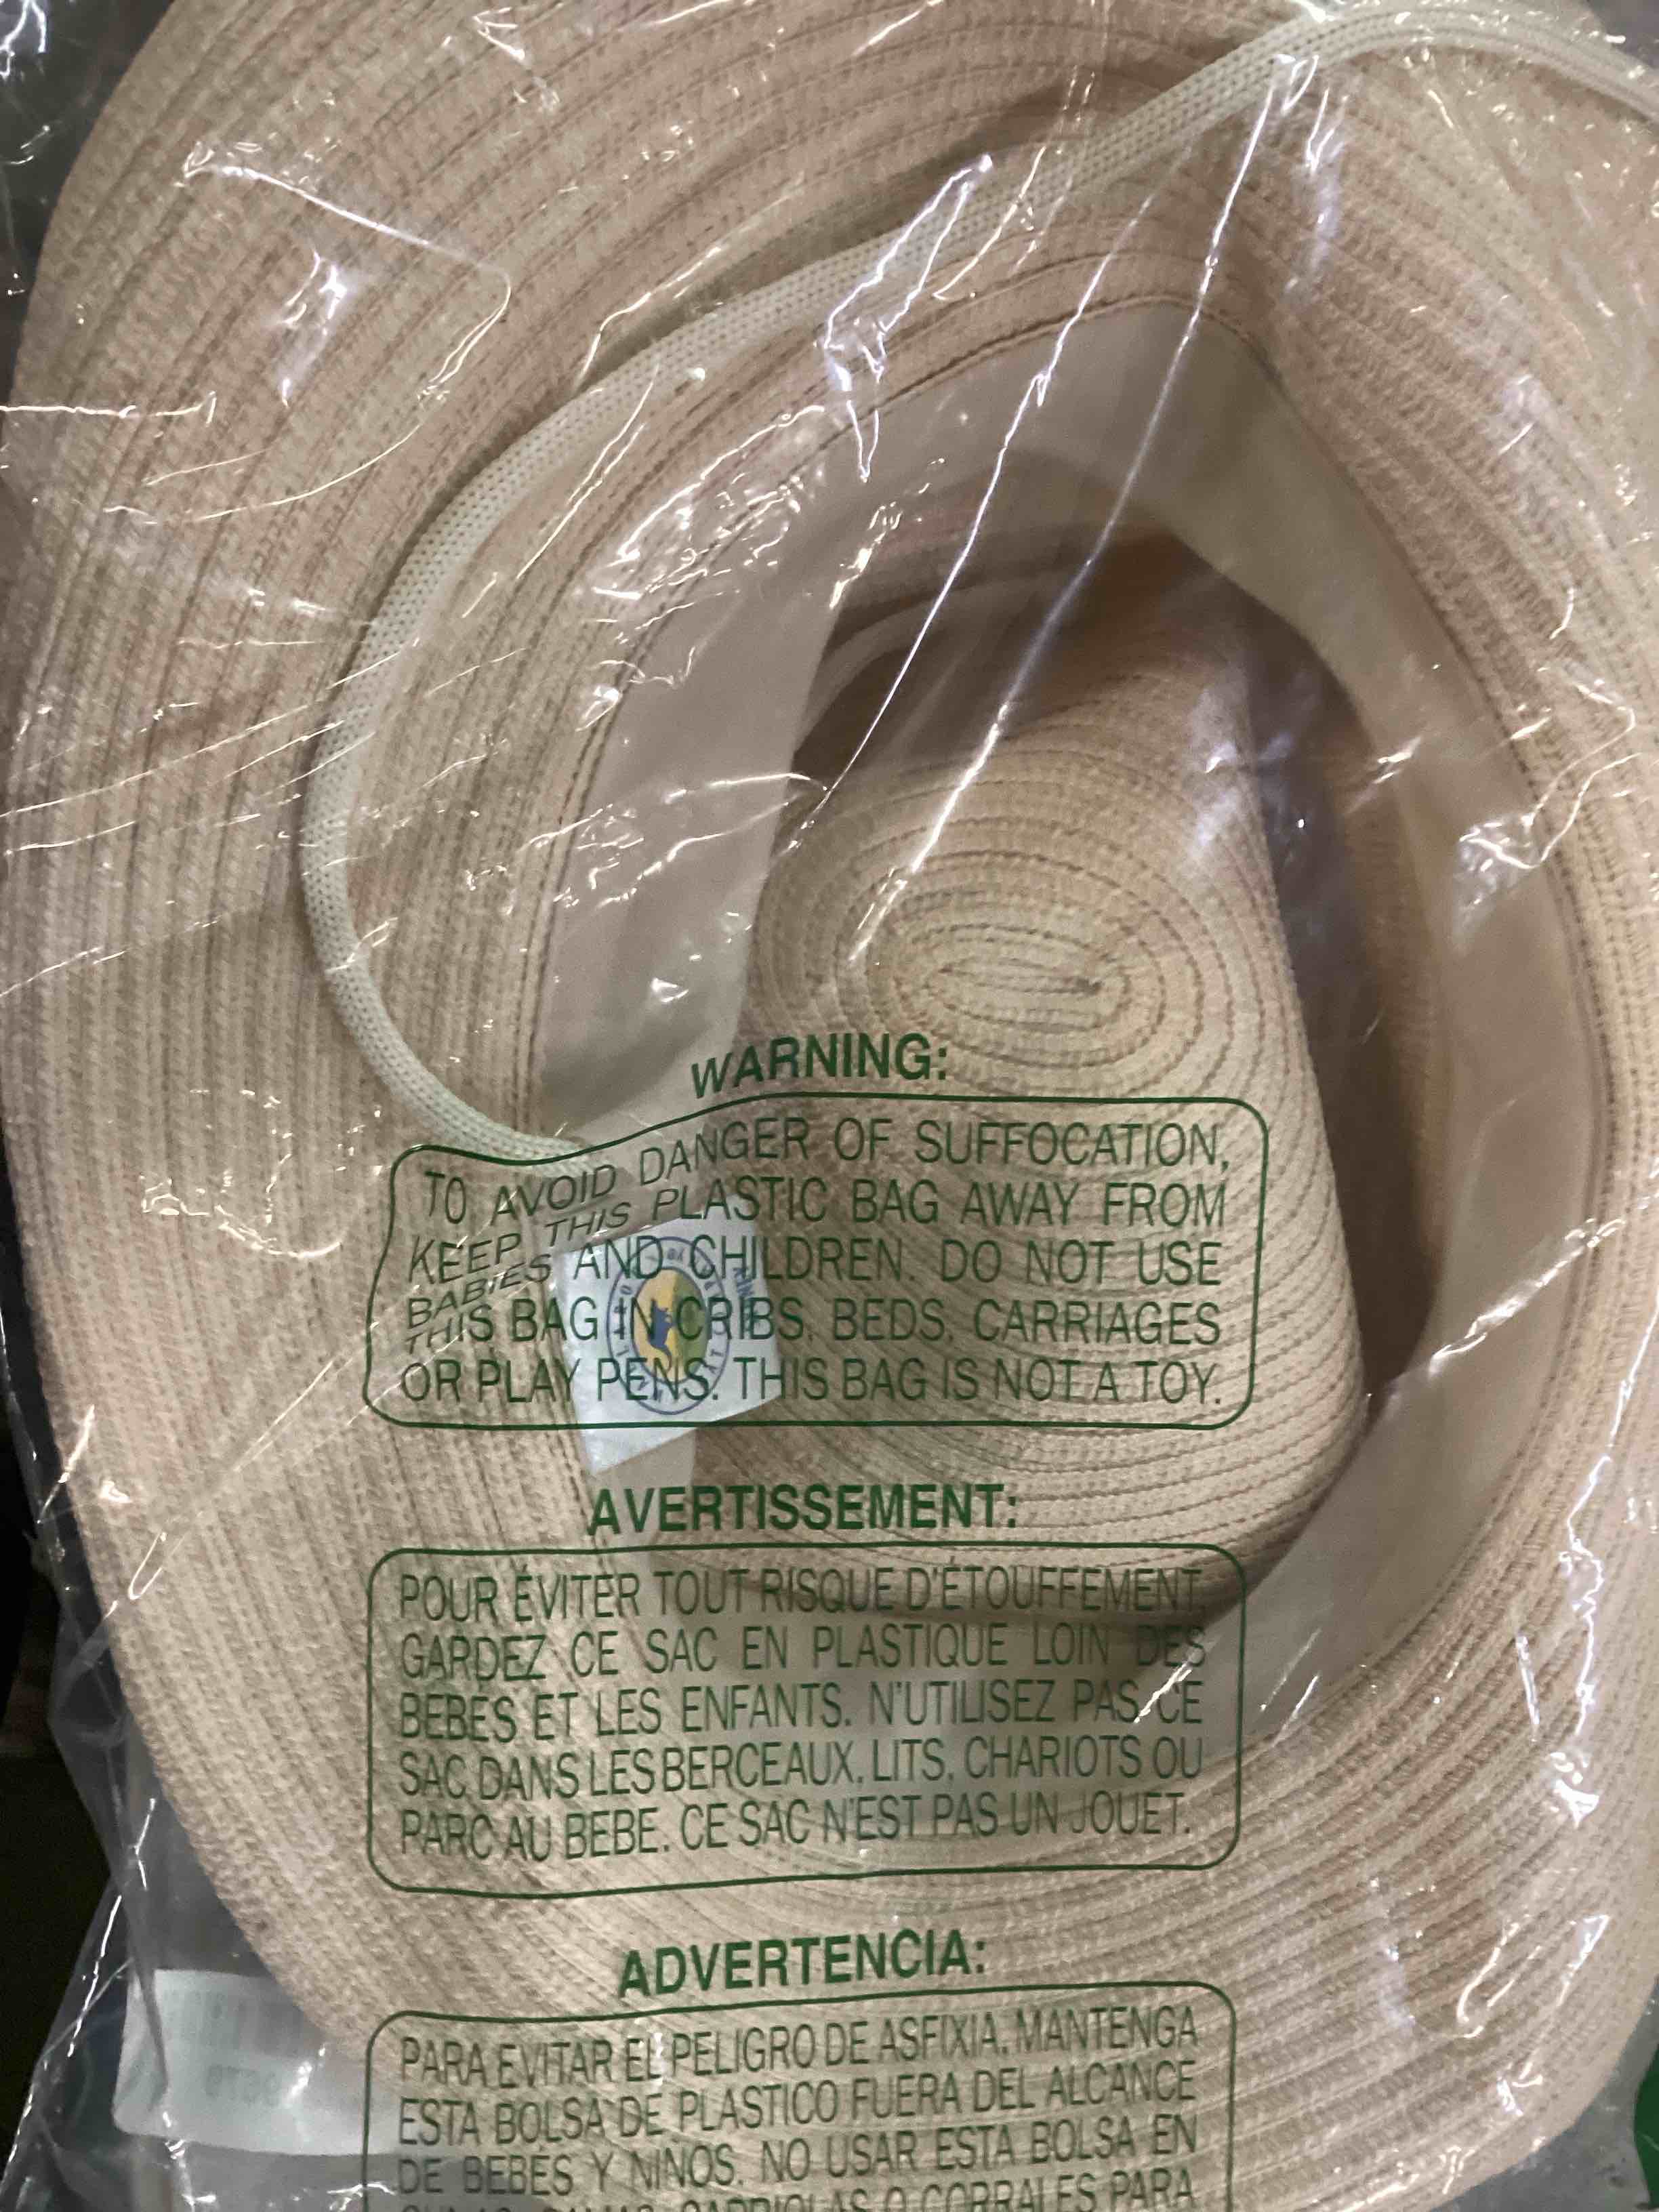 WARNING:
TO AVOID DANGER OF SUFFOCATION,
KEEP THIS PLASTIC BAG AWAY FROM
BABIES AND CHILDREN. DO NOT USE
THIS BAG IN CRIBS. BEDS. CARRIAGES
OR PLAY PENS. THIS BAG IS NOT A TOY.
AVERTISSEMENT:
POUR ÉVITER TOUT RISQUE D'ÉTOUFFEMENT,
GARDEZ CE SAC EN PLASTIQUE LOIN DES
BEBES ET LES ENFANTS. N'UTILISEZ PAS CE
SAC DANS LES BERCEAUX, LITS, CHARIOTS OU
PARC AU BEBE. CE SAC N'EST PAS UN JOUET.
ADVERTENCIA:
PARA EVITAR EL PELIGRO DE ASFIXIA, MANTENGA
ESTA BOLSA DE PLASTICO FUERA DEL ALCANCE
DE BEBES Y NINOS. NO USAR ESTA BOLSA EN
CARRIOLAS O CORRALES PARA